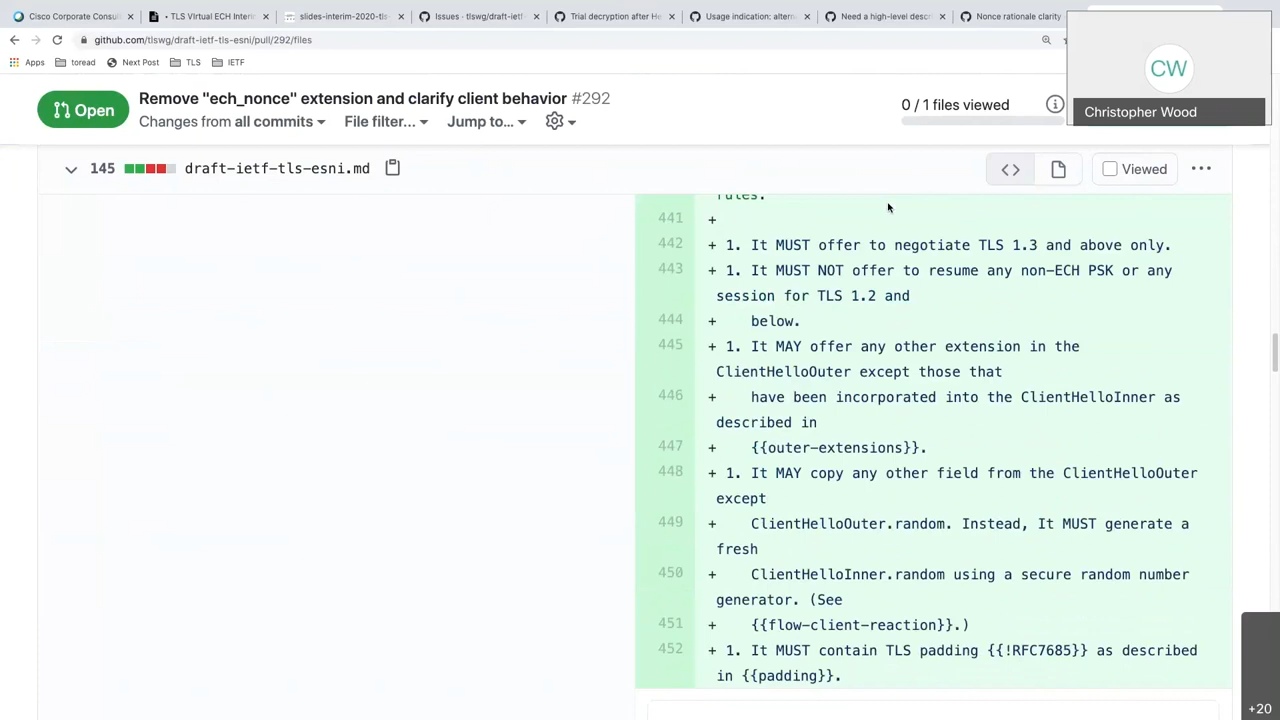 Cisco Corporate Consul
• TLS Virtual ECH Interim
slides-interim-2020-tls-
Issues · tlswg/draft-ietf-
Trial decryption after He
Usage indication: altern
Need a high-level descr
Nonce rationale clarity
github.com/tlswg/draft-ietf-tls-esni/pull/292/files
Apps
toread
Next Post
TLS
IETF
CW
Christopher Wood
Open
Remove "ech_nonce" extension and clarify client behavior #292
Changes from all commits
File filter...
Jump to...
0 / 1 files viewed
145
draft-ietf-tls-esni.md
Viewed
rules.
441 +
442 + 1. It MUST offer to negotiate TLS 1.3 and above only.
443 + 1. It MUST NOT offer to resume any non-ECH PSK or any
session for TLS 1.2 and
444 + below.
445 + 1. It MAY offer any other extension in the
ClientHelloOuter except those that
446 + have been incorporated into the ClientHelloInner as
described in
447 + {{outer-extensions}}.
448 + 1. It MAY copy any other field from the ClientHelloOuter
except
449 + ClientHelloOuter.random. Instead, It MUST generate a
fresh
450 + ClientHelloInner.random using a secure random number
generator. (See
451 + {{flow-client-reaction}}.)
452 + 1. It MUST contain TLS padding {{!RFC7685}} as described
in {{padding}}.
+20